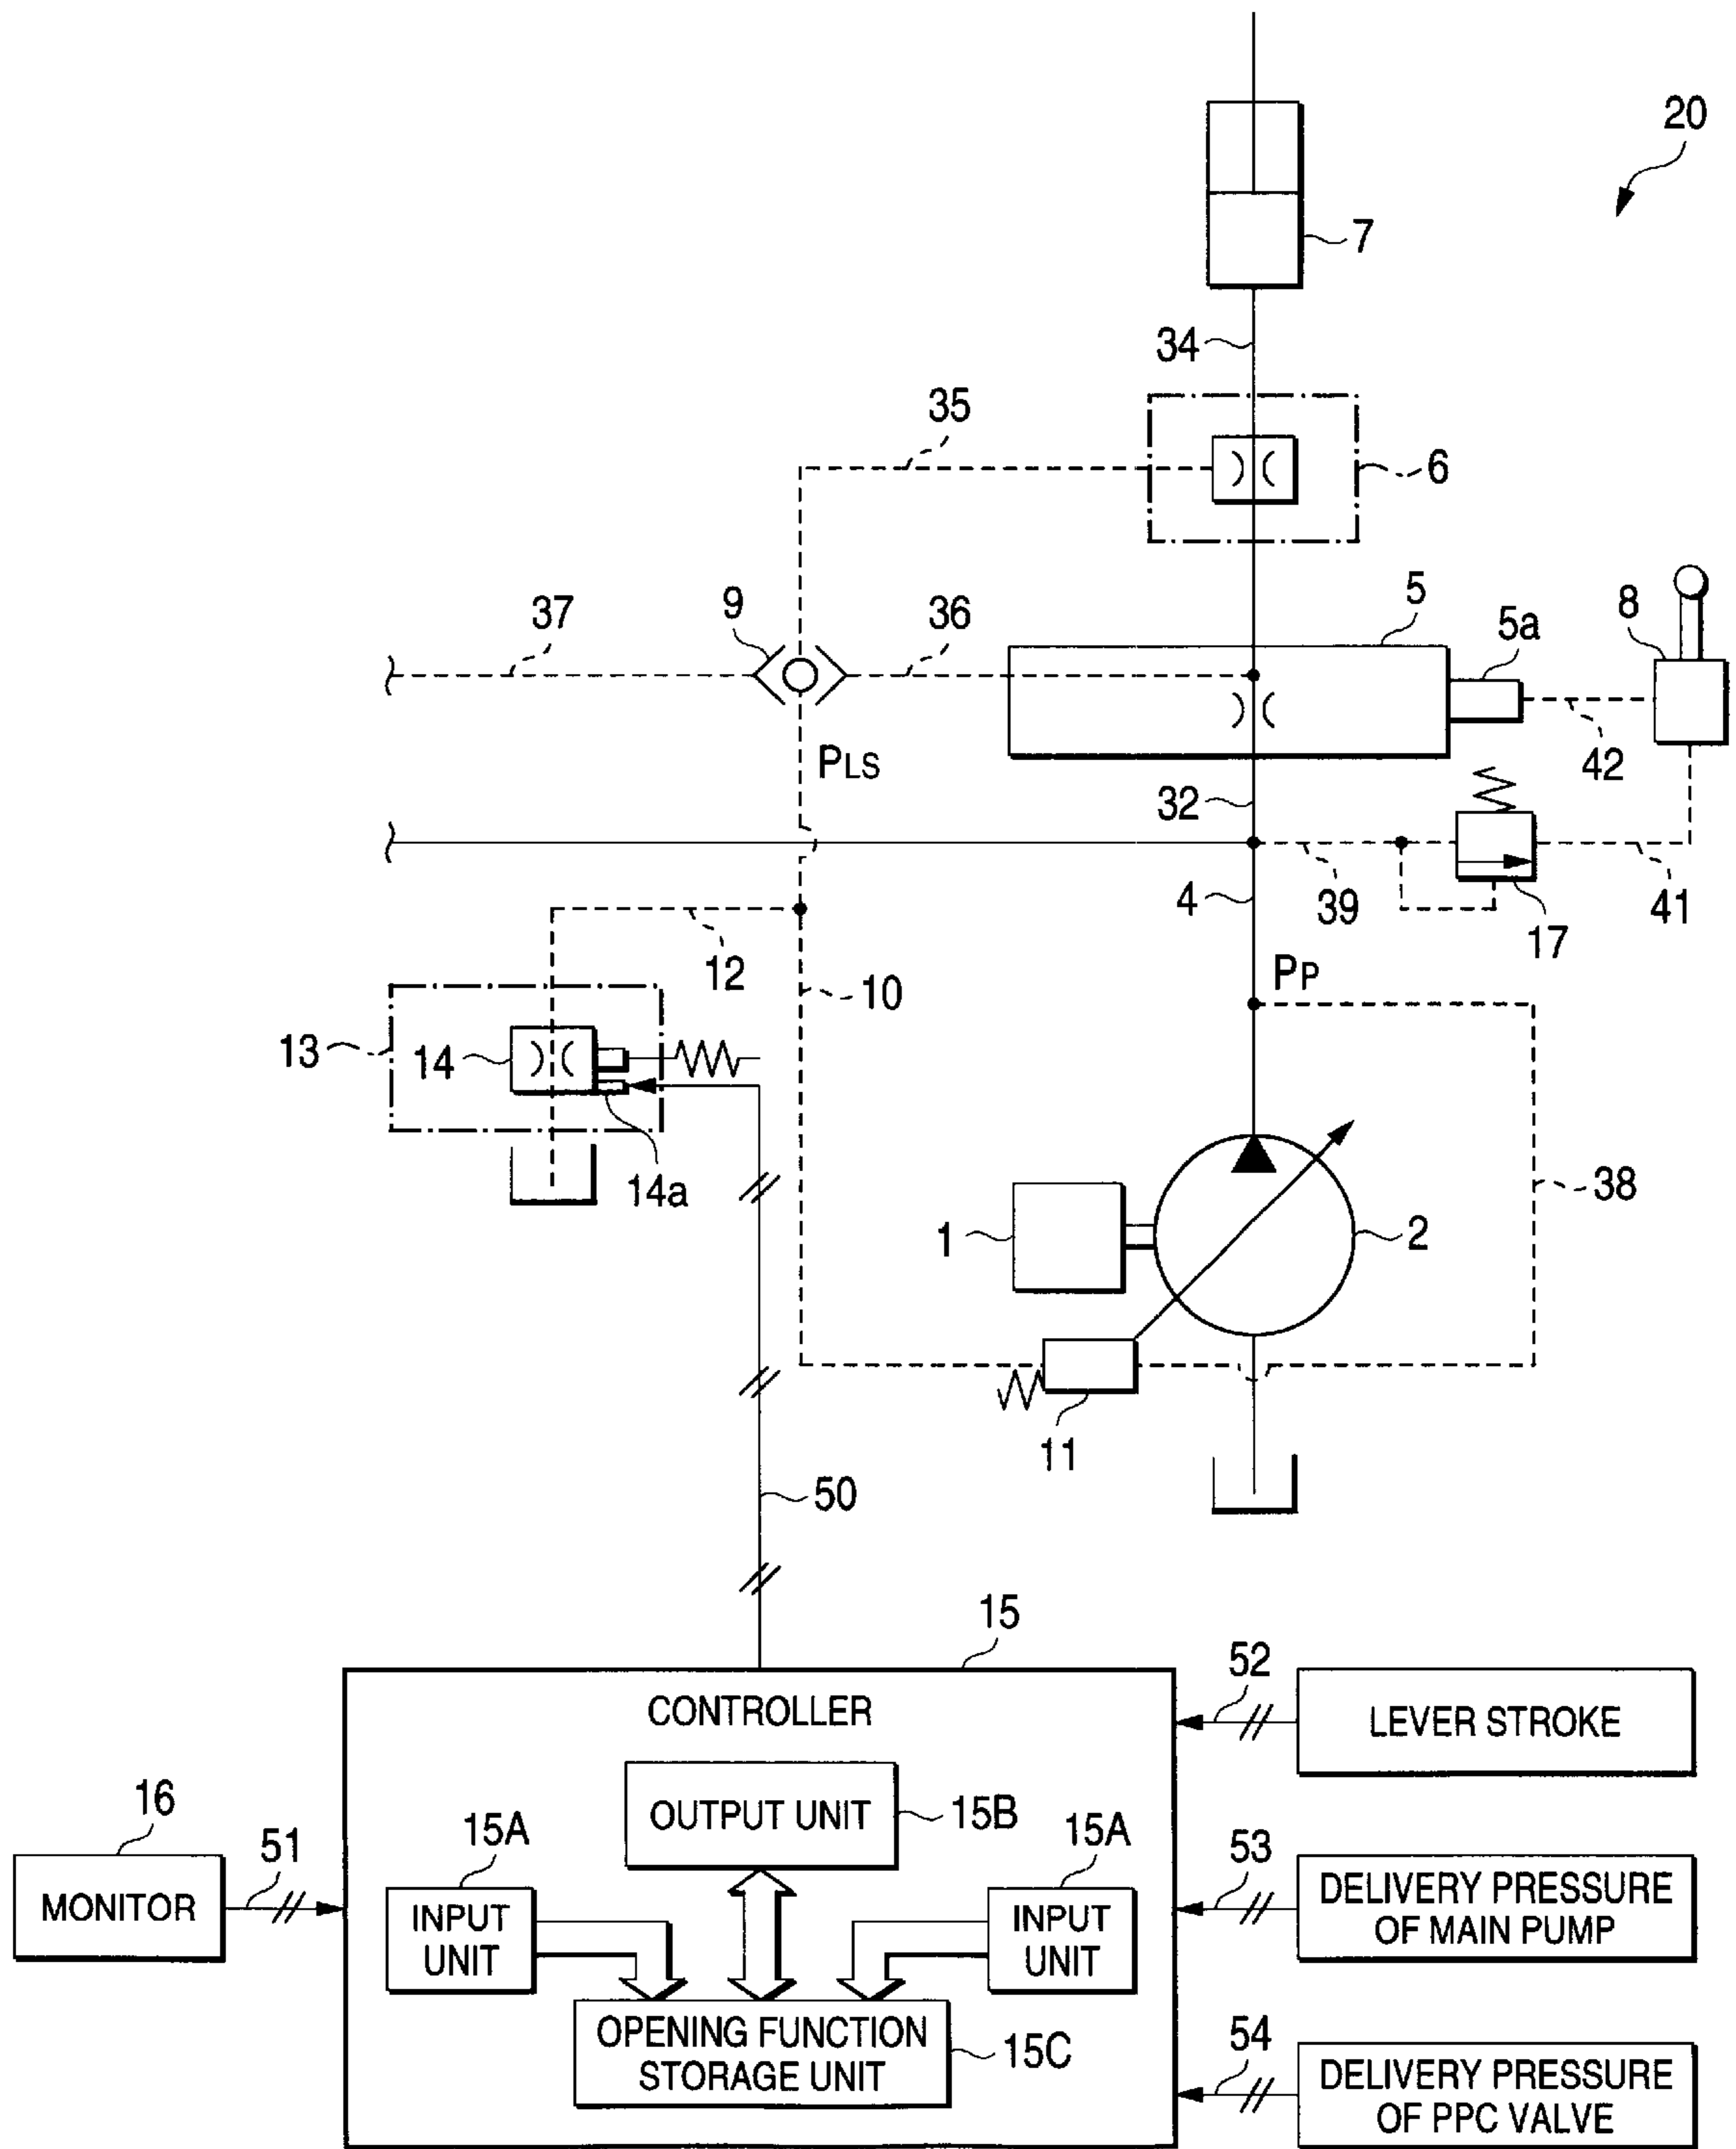 20
7
34
35
6
37
9
36
5
5a
8
PLS
42
32
4
39
17
41
12
10
PP
13
14
14a
38
1
2
11
50
15
CONTROLLER
52
LEVER STROKE
16
OUTPUT UNIT
15B
15A
15A
51
53
MONITOR
INPUT
UNIT
INPUT
UNIT
DELIVERY PRESSURE
OF MAIN PUMP
OPENING FUNCTION
STORAGE UNIT
15C
54
DELIVERY PRESSURE
OF PPC VALVE